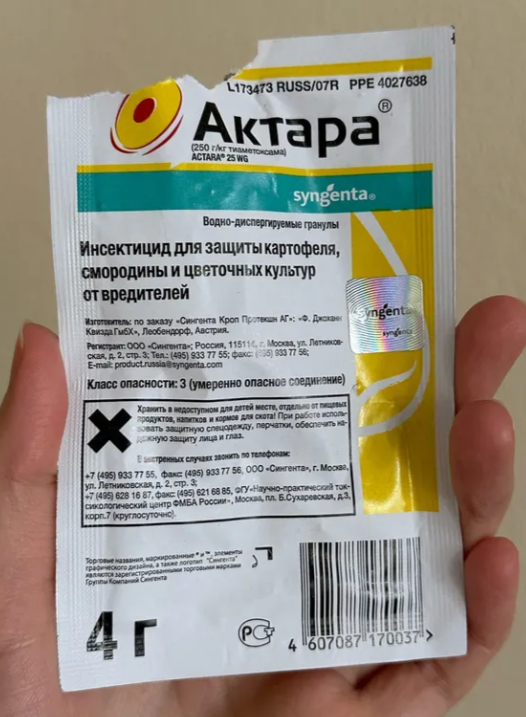 L173473 RUSS/07R PPE 4027638
Актара®
(250 г/кг тиаметоксама)
ACTARA® 25 WG
syngenta®
Водно-диспергируемые гранулы
Инсектицид для защиты картофеля,
смородины и цветочных культур
от вредителей
syngenta
syngenta
Изготовитель: по заказу «Сингента Кроп Протекшн АГ»: «Ф. Джоханн
Квизда ГмбХ», Леобендорф, Австрия.
Регистрант: ООО «Сингента»; Россия, 115114, г. Москва, ул. Летников-
ская, д. 2, стр. 3; Тел.: (495) 933 77 55; факс: (495) 933 77 56;
E-mail: product.russia@syngenta.com
Класс опасности: 3 (умеренно опасное соединение)
Хранить в недоступном для детей месте, отдельно от пищевых
продуктов, напитков и кормов для скота! При работе исполь-
зовать защитную спецодежду, перчатки, обеспечить на-
дежную защиту лица и глаз.
В экстренных случаях звонить по телефонам:
+7 (495) 933 77 55, факс: (495) 933 77 56, ООО «Сингента», г. Москва,
ул. Летниковская, д. 2, стр. 3;
+7 (495) 628 16 87, факс: (495) 621 68 85, ФГУ«Научно-практический ток-
сикологический центр ФМБА России», Москва, пл. Б.Сухаревская, д.3,
корп.7 (круглосуточно).
Торговые названия, маркированные ® и ™, элементы
графического дизайна, а также логотип "Сингента"
являются зарегистрированными торговыми марками
Группы Компаний Сингента
4 г
РСТ
4 607087 170037 >